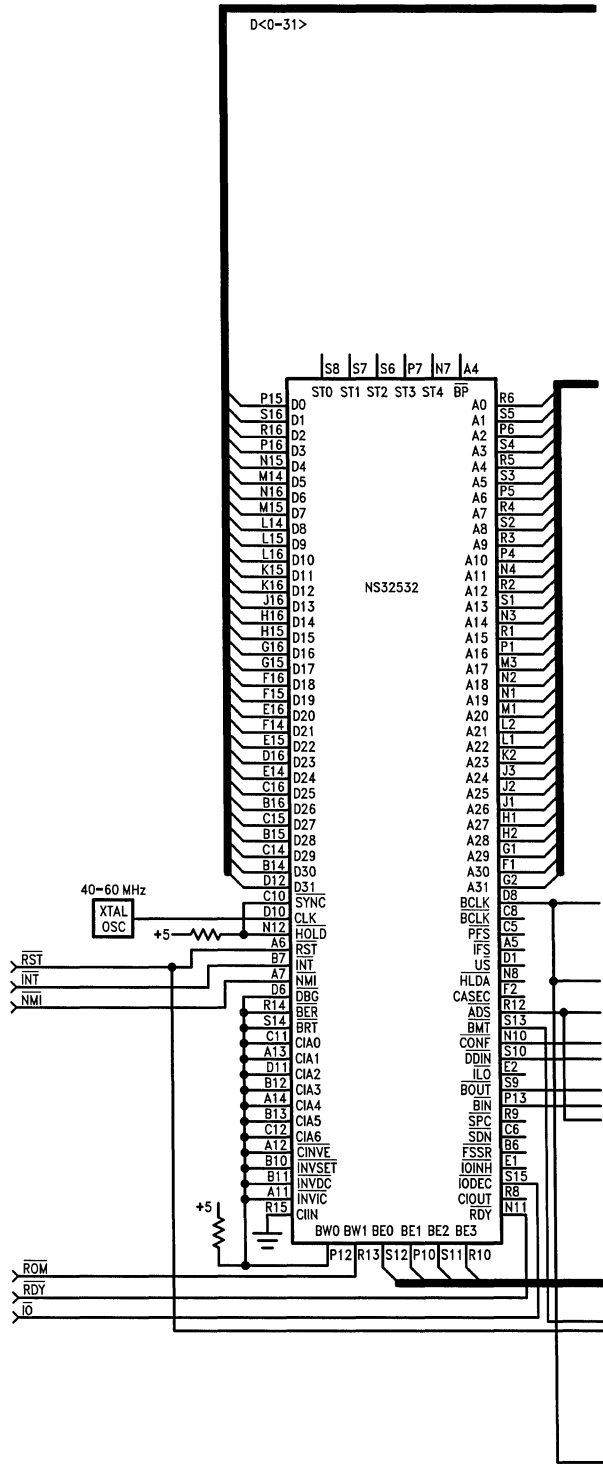 D<0-31>
S8 S7 S6 P7 N7 A4
ST0 ST1 ST2 ST3 ST4 BP
P15 D0 A0 R6
S16 D1 A1 S5
R16 D2 A2 P6
P16 D3 A3 S4
N15 D4 A4 R5
M14 D5 A5 S3
N16 D6 A6 P5
M15 D7 A7 R4
L14 D8 A8 S2
L15 D9 A9 R3
L16 D10 A10 P4
K15 D11 A11 N4
K16 D12 NS32532 A12 R2
J16 D13 A13 S1
H16 D14 A14 N3
H15 D15 A15 R1
G16 D16 A16 P1
G15 D17 A17 M3
F16 D18 A18 N2
F15 D19 A19 N1
E16 D20 A20 M1
F14 D21 A21 L2
E15 D22 A22 L1
D16 D23 A23 K2
E14 D24 A24 J3
C16 D25 A25 J2
B16 D26 A26 J1
C15 D27 A27 H1
B15 D28 A28 H2
C14 D29 A29 G1
B14 D30 A30 F1
D12 D31 A31 G2
40-60 MHz
XTAL
OSC
+5
C10 SYNC BCLK D8
D10 CLK BCLK C8
N12 HOLD PFS C5
A6 RST IFS A5
B7 INT US D1
A7 NMI HLDA N8
D6 DBG CASEC F2
R14 BER ADS R12
S14 BRT BMT S13
C11 CIA0 CONF N10
A13 CIA1 DDIN S10
D11 CIA2 ILO E2
B12 CIA3 BOUT S9
A14 CIA4 BIN P13
B13 CIA5 SPC R9
C12 CIA6 SDN C6
A12 CINVE FSSR B6
B10 INVSET IOINH E1
B11 INVDC IODEC S15
A11 INVIC CIOUT R8
R15 CIIN RDY N11
RST
INT
NMI
+5
BW0 BW1 BE0 BE1 BE2 BE3
P12 R13 S12 P10 S11 R10
ROM
RDY
IO